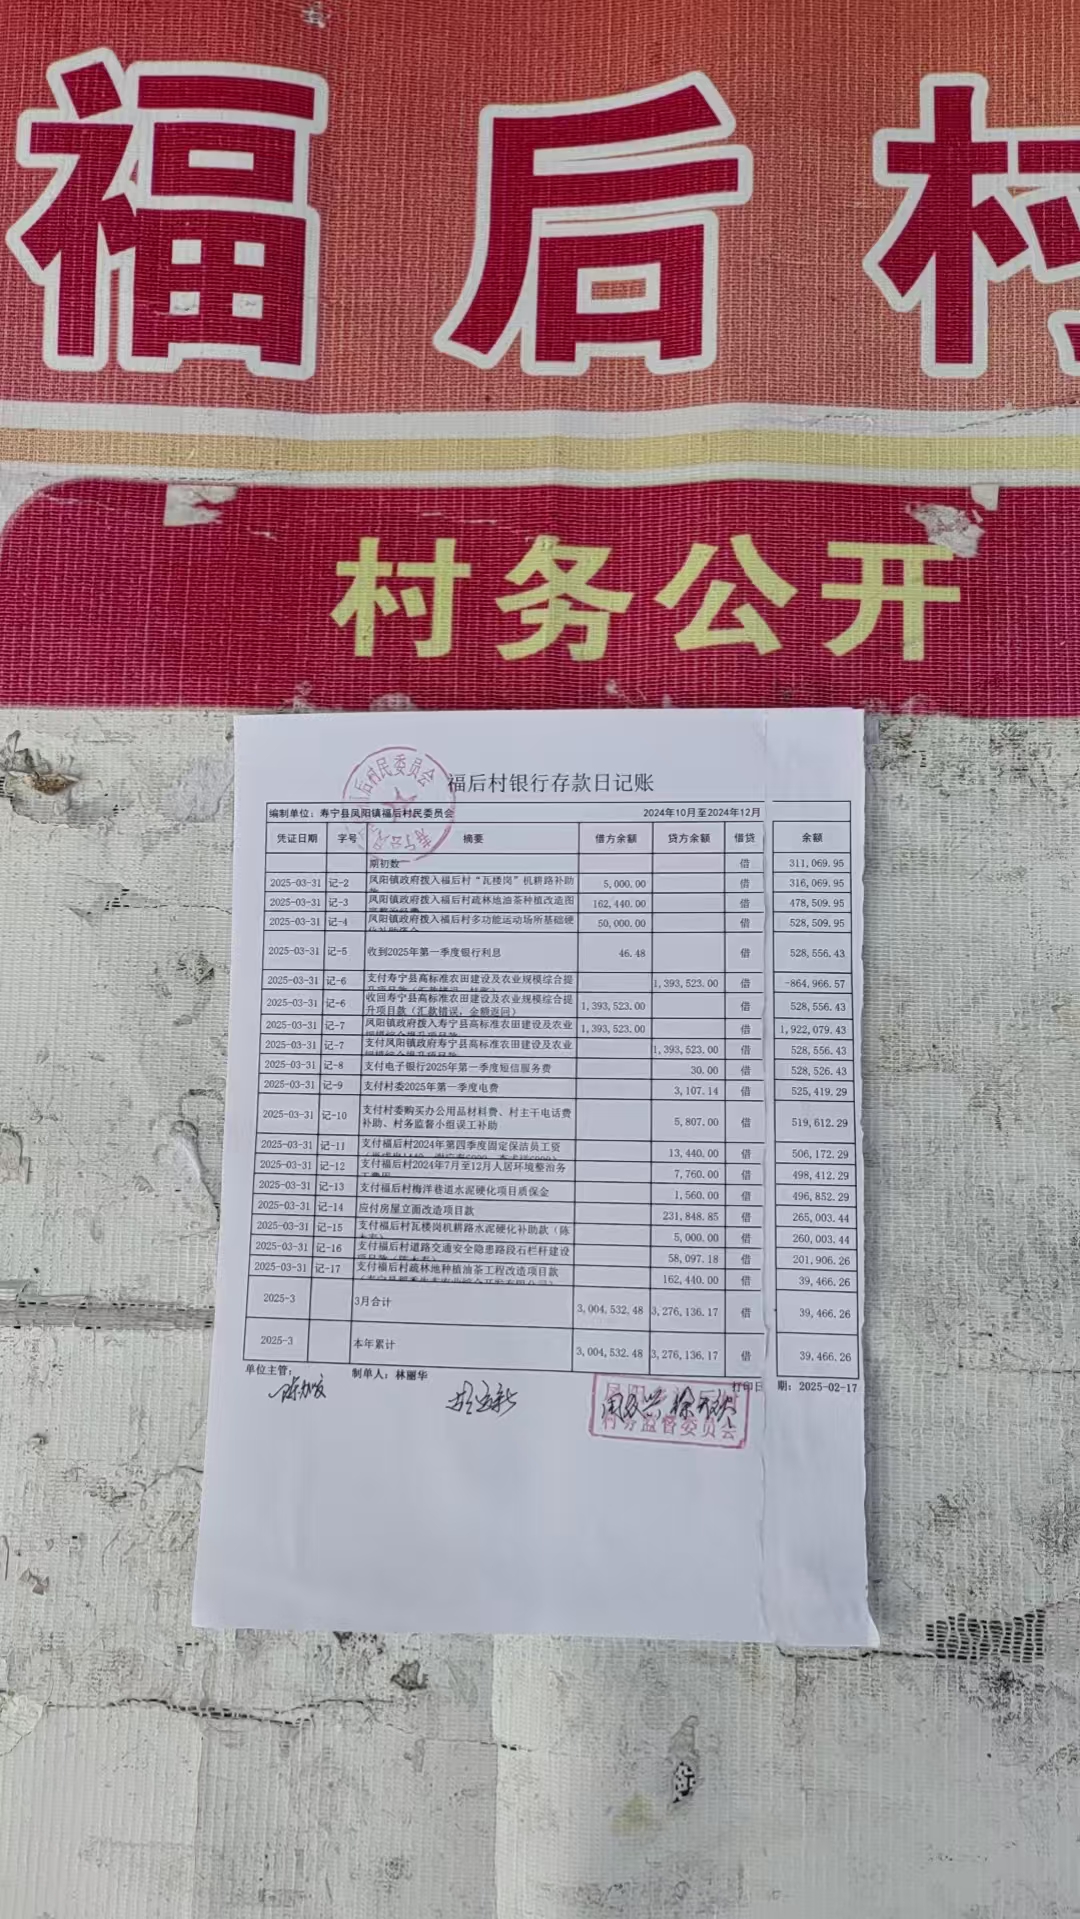 福后村
村务公开
福后村银行存款日记账
编制单位：寿宁县凤阳镇福后村民委员会 2024年10月至2024年12月
凭证日期 字号 摘要 借方余额 贷方余额 借贷 余额
期初数 借 311,069.95
2025-03-31 记-2 凤阳镇政府拨入福后村“瓦楼岗”机耕路补助 5,000.00 借 316,069.95
2025-03-31 记-3 凤阳镇政府拨入福后村疏林地油茶种植改造图 162,440.00 借 478,509.95
2025-03-31 记-4 凤阳镇政府拨入福后村多功能运动场所基础硬 50,000.00 借 528,509.95
2025-03-31 记-5 收到2025年第一季度银行利息 46.48 借 528,556.43
2025-03-31 记-6 支付寿宁县高标准农田建设及农业规模综合提 1,393,523.00 借 -864,966.57
2025-03-31 记-6 收回寿宁县高标准农田建设及农业规模综合提升项目款（汇款错误，金额返回） 1,393,523.00 借 528,556.43
2025-03-31 记-7 凤阳镇政府拨入寿宁县高标准农田建设及农业 1,393,523.00 借 1,922,079.43
2025-03-31 记-7 支付凤阳镇政府寿宁县高标准农田建设及农业 1,393,523.00 借 528,556.43
2025-03-31 记-8 支付电子银行2025年第一季度短信服务费 30.00 借 528,526.43
2025-03-31 记-9 支付村委2025年第一季度电费 3,107.14 借 525,419.29
2025-03-31 记-10 支付村委购买办公用品材料费、村主干电话费补助、村务监督小组误工补助 5,807.00 借 519,612.29
2025-03-31 记-11 支付福后村2024年第四季度固定保洁员工资 13,440.00 借 506,172.29
2025-03-31 记-12 支付福后村2024年7月至12月人居环境整治务 7,760.00 借 498,412.29
2025-03-31 记-13 支付福后村梅洋巷道水泥硬化项目质保金 1,560.00 借 496,852.29
2025-03-31 记-14 应付房屋立面改造项目款 231,848.85 借 265,003.44
2025-03-31 记-15 支付福后村瓦楼岗机耕路水泥硬化补助款（陈 5,000.00 借 260,003.44
2025-03-31 记-16 支付福后村道路交通安全隐患路段石栏杆建设 58,097.18 借 201,906.26
2025-03-31 记-17 支付福后村疏林地种植油茶工程改造项目款 162,440.00 借 39,466.26
2025-3 3月合计 3,004,532.48 3,276,136.17 借 39,466.26
2025-3 本年累计 3,004,532.48 3,276,136.17 借 39,466.26
单位主管： 制单人：林丽华 打印日期：2025-02-17
村务监督委员会